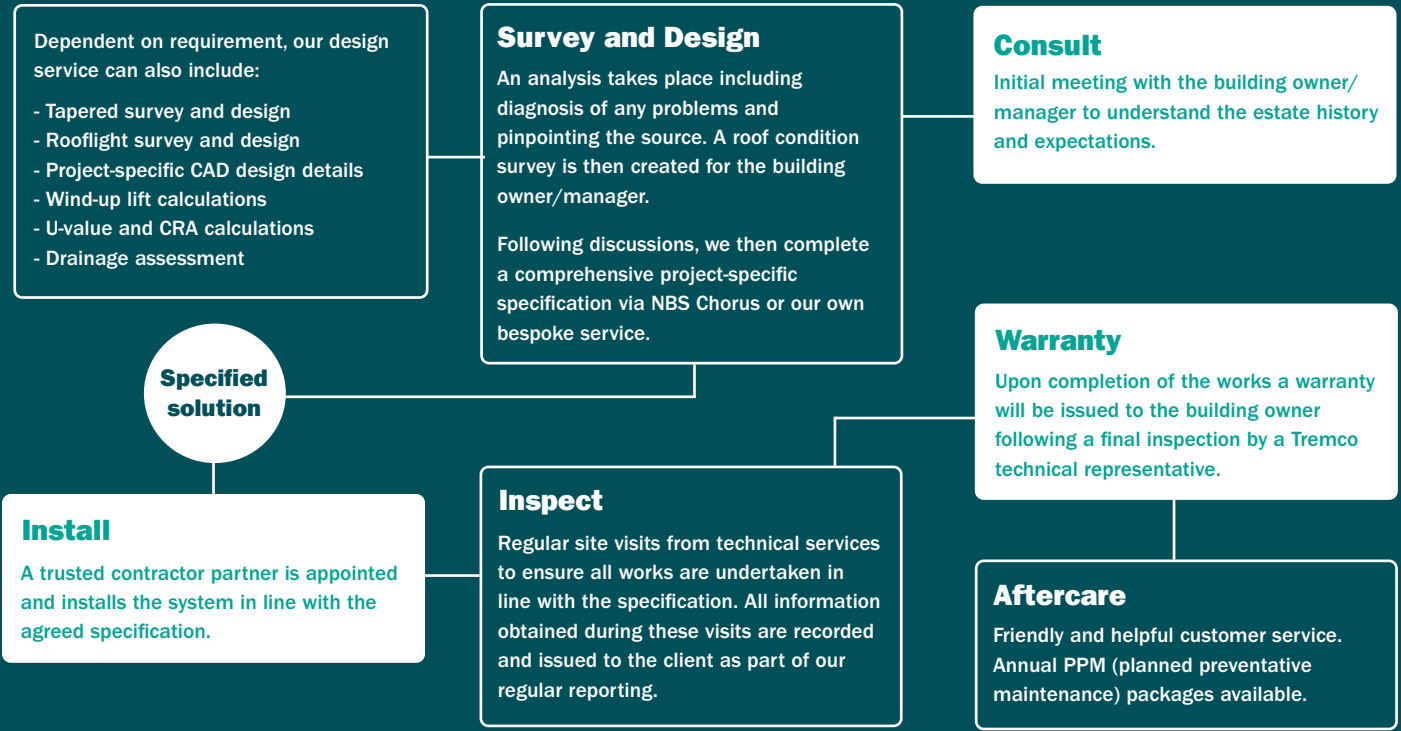 Dependent on requirement, our design
service can also include:
- Tapered survey and design
- Rooflight survey and design
- Project-specific CAD design details
- Wind-up lift calculations
- U-value and CRA calculations
- Drainage assessment
Survey and Design
An analysis takes place including
diagnosis of any problems and
pinpointing the source. A roof condition
survey is then created for the building
owner/manager.
Following discussions, we then complete
a comprehensive project-specific
specification via NBS Chorus or our own
bespoke service.
Consult
Initial meeting with the building owner/
manager to understand the estate history
and expectations.
Specified
solution
Install
A trusted contractor partner is appointed
and installs the system in line with the
agreed specification.
Inspect
Regular site visits from technical services
to ensure all works are undertaken in
line with the specification. All information
obtained during these visits are recorded
and issued to the client as part of our
regular reporting.
Warranty
Upon completion of the works a warranty
will be issued to the building owner
following a final inspection by a Tremco
technical representative.
Aftercare
Friendly and helpful customer service.
Annual PPM (planned preventative
maintenance) packages available.